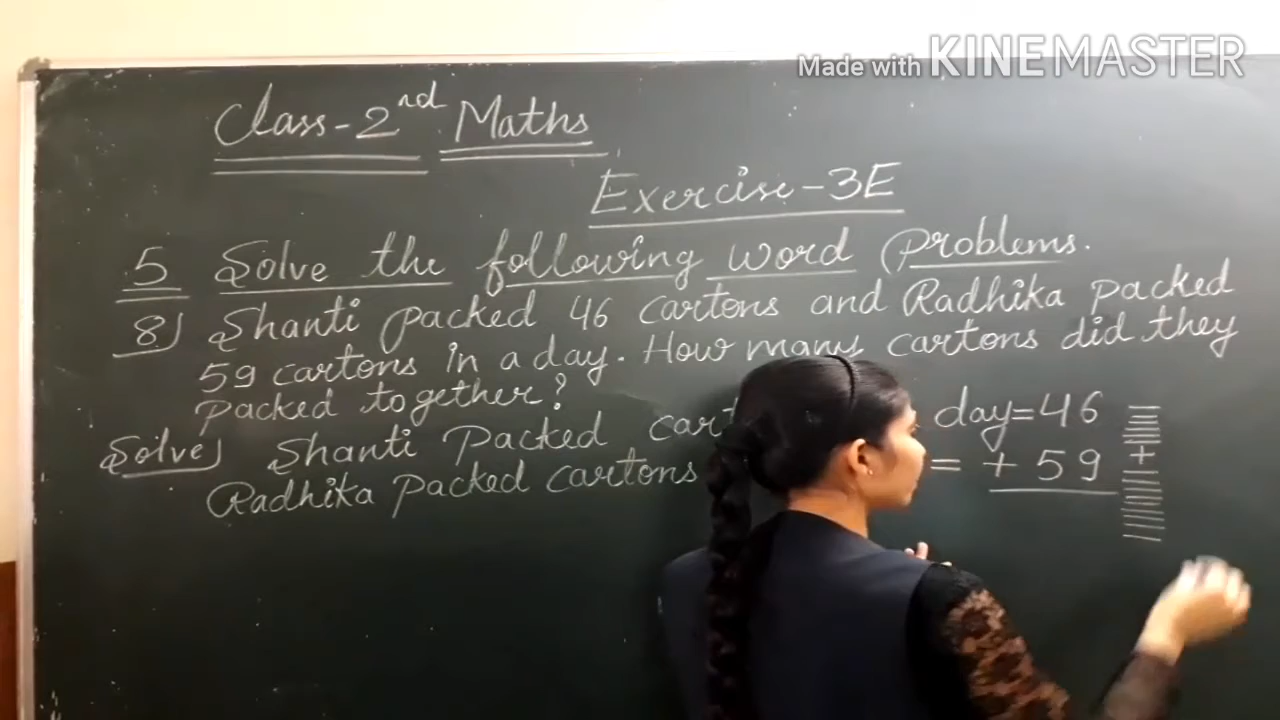 Made with KINEMASTER
Class-2nd Maths
Exercise-3E
5 Solve the following word problems.
8) Shanti packed 46 cartons and Radhika packed
59 cartons in a day. How many cartons did they
packed together?
Solve) Shanti Packed day=46
Radhika packed cartons = + 59
+